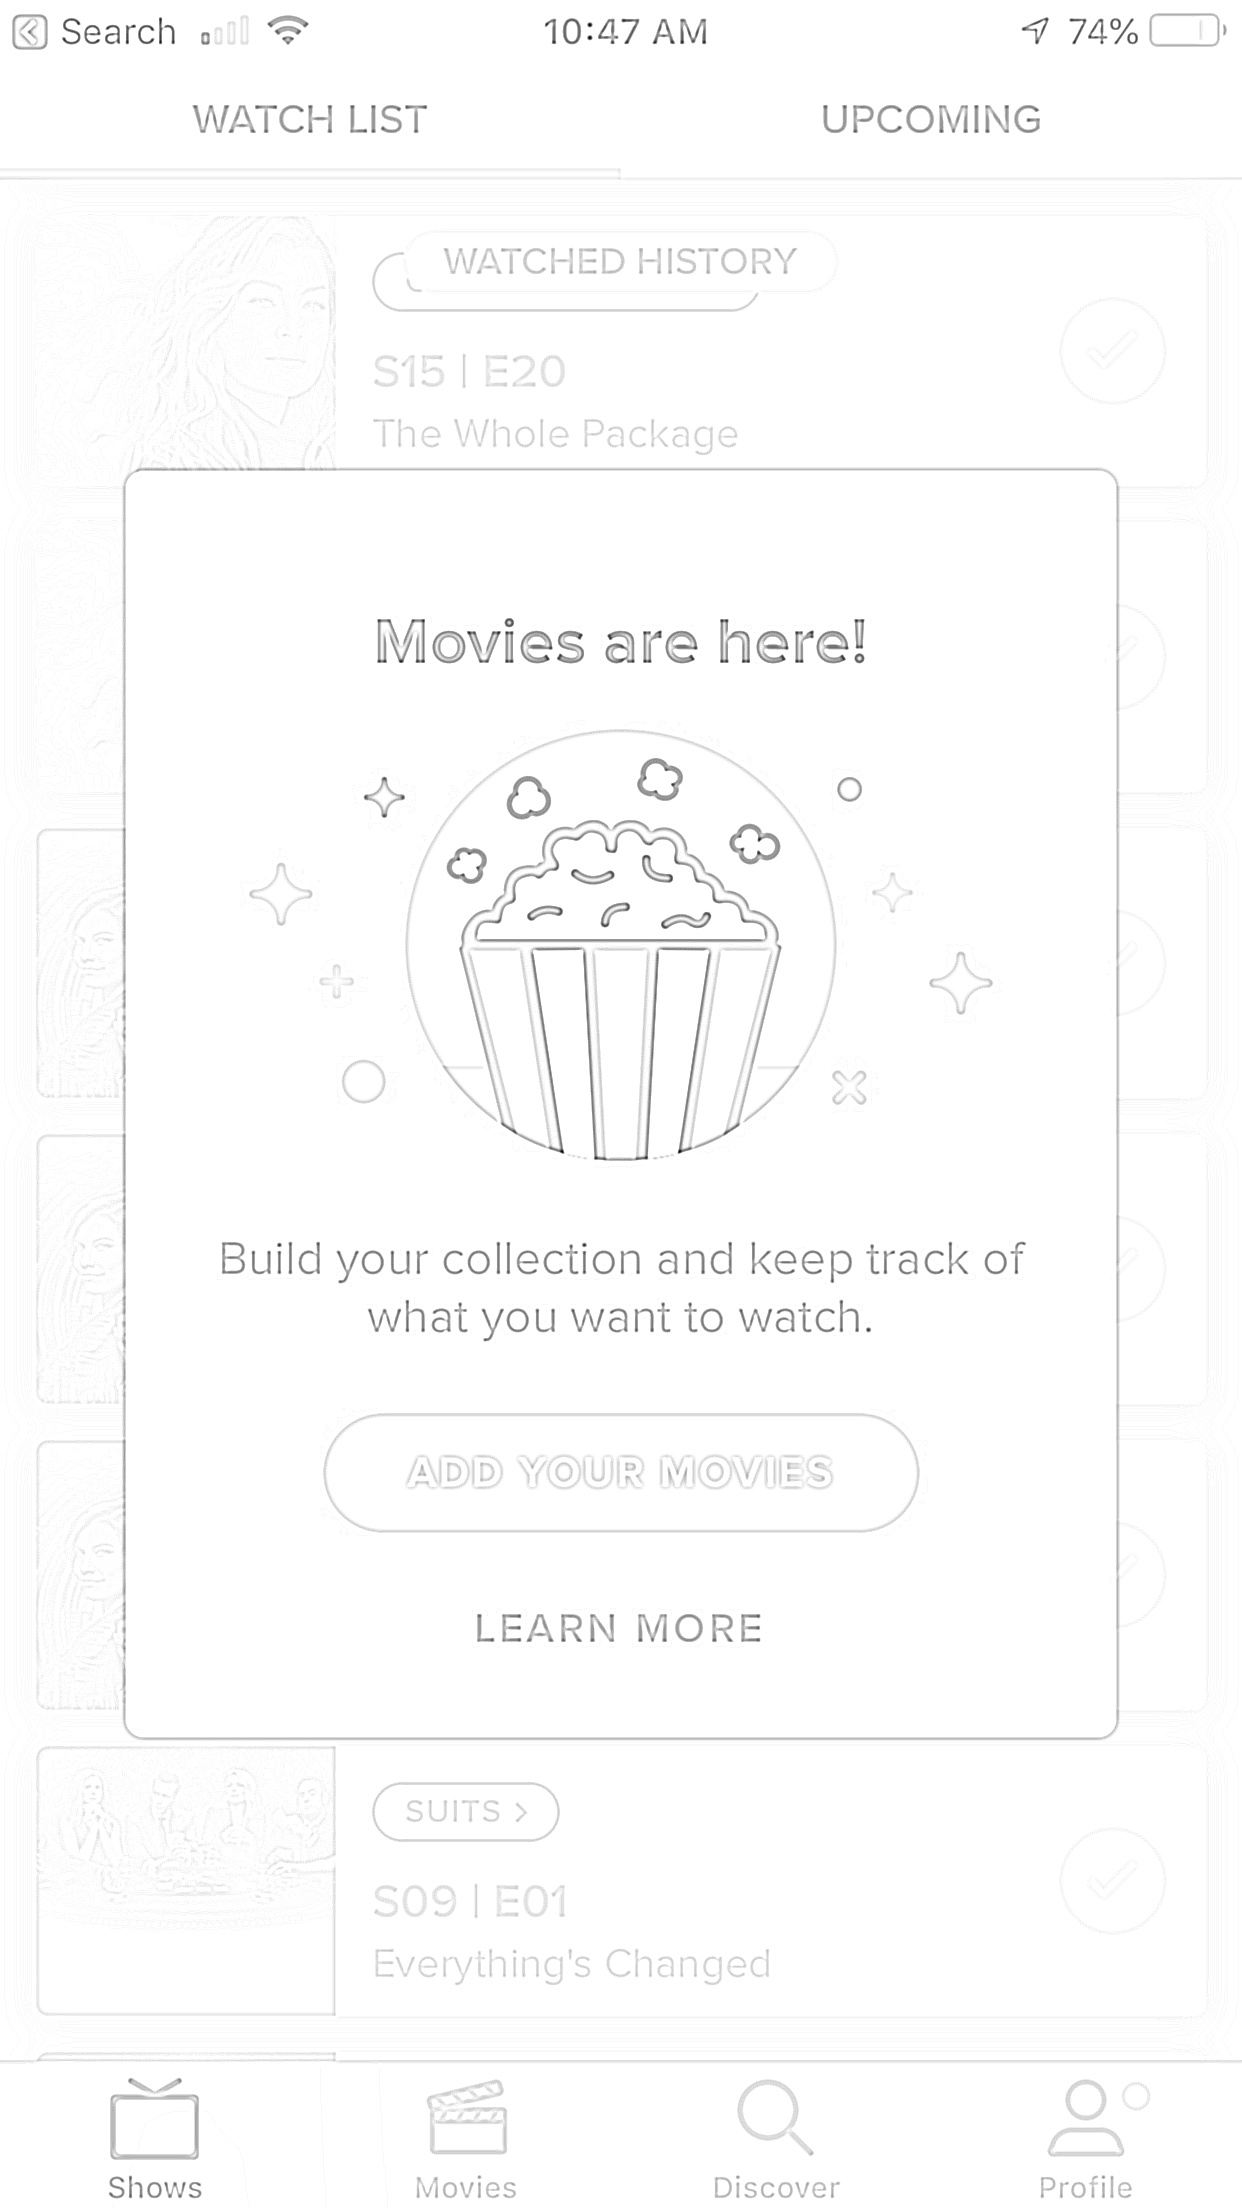 Search 10:47 AM 74%
WATCH LIST UPCOMING
WATCHED HISTORY
S15 | E20
The Whole Package
Movies are here!
Build your collection and keep track of
what you want to watch.
ADD YOUR MOVIES
LEARN MORE
SUITS >
S09 | E01
Everything's Changed
Shows Movies Discover Profile